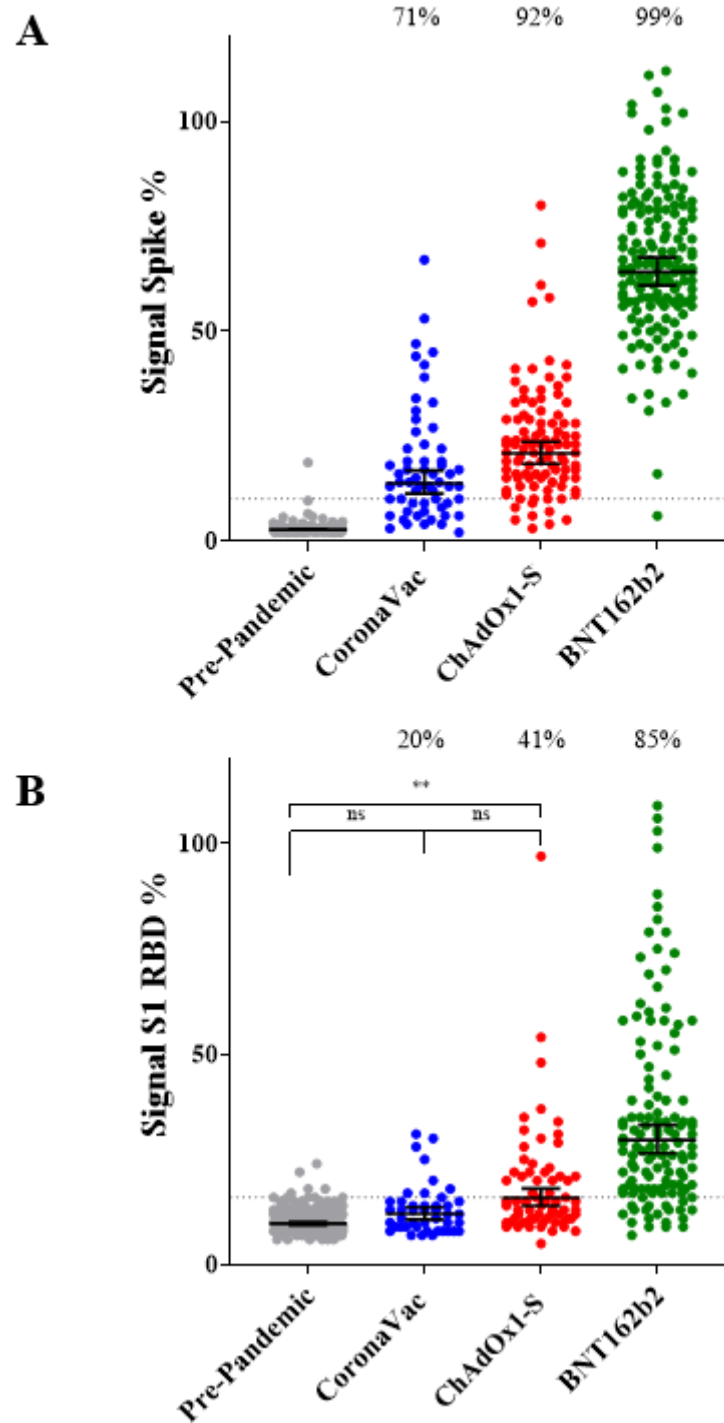 A
71% 92% 99%
Signal Spike %
100
50
0
Pre-Pandemic
CoronaVac
ChAdOx1-S
BNT162b2
B
20% 41% 85%
**
ns ns
Signal S1 RBD %
100
50
0
Pre-Pandemic
CoronaVac
ChAdOx1-S
BNT162b2